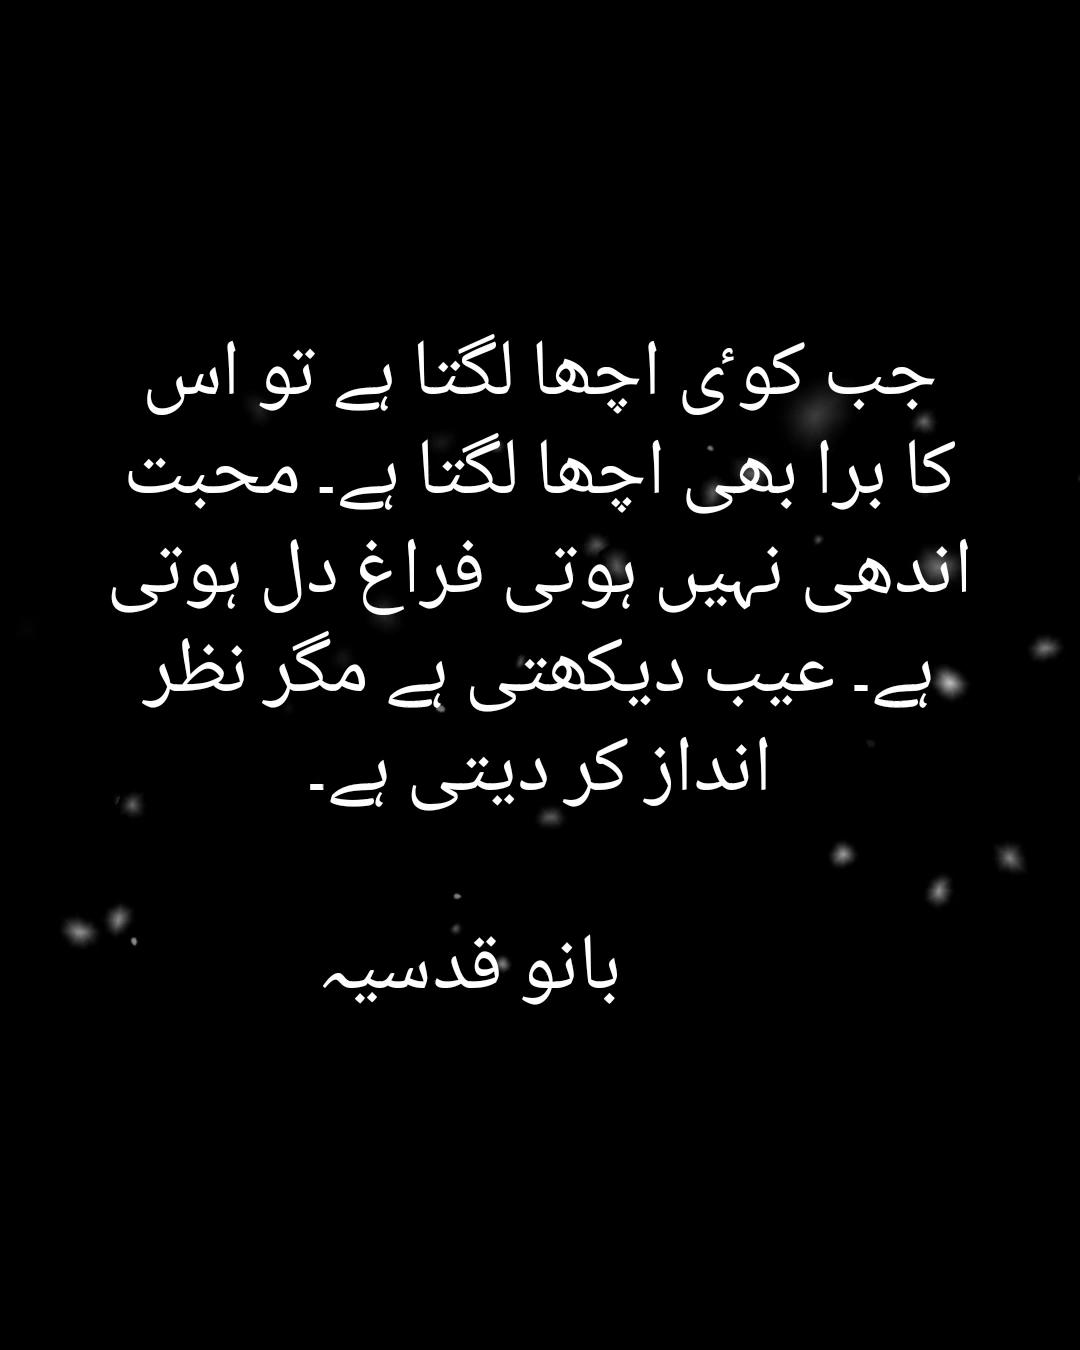 جب کوئی اچھا لگتا ہے تو اس
کا برا بھی اچھا لگتا ہے۔ محبت
اندھی نہیں ہوتی فراغ دل ہوتی
ہے۔ عیب دیکھتی ہے مگر نظر
انداز کر دیتی ہے۔
بانو قدسیہ